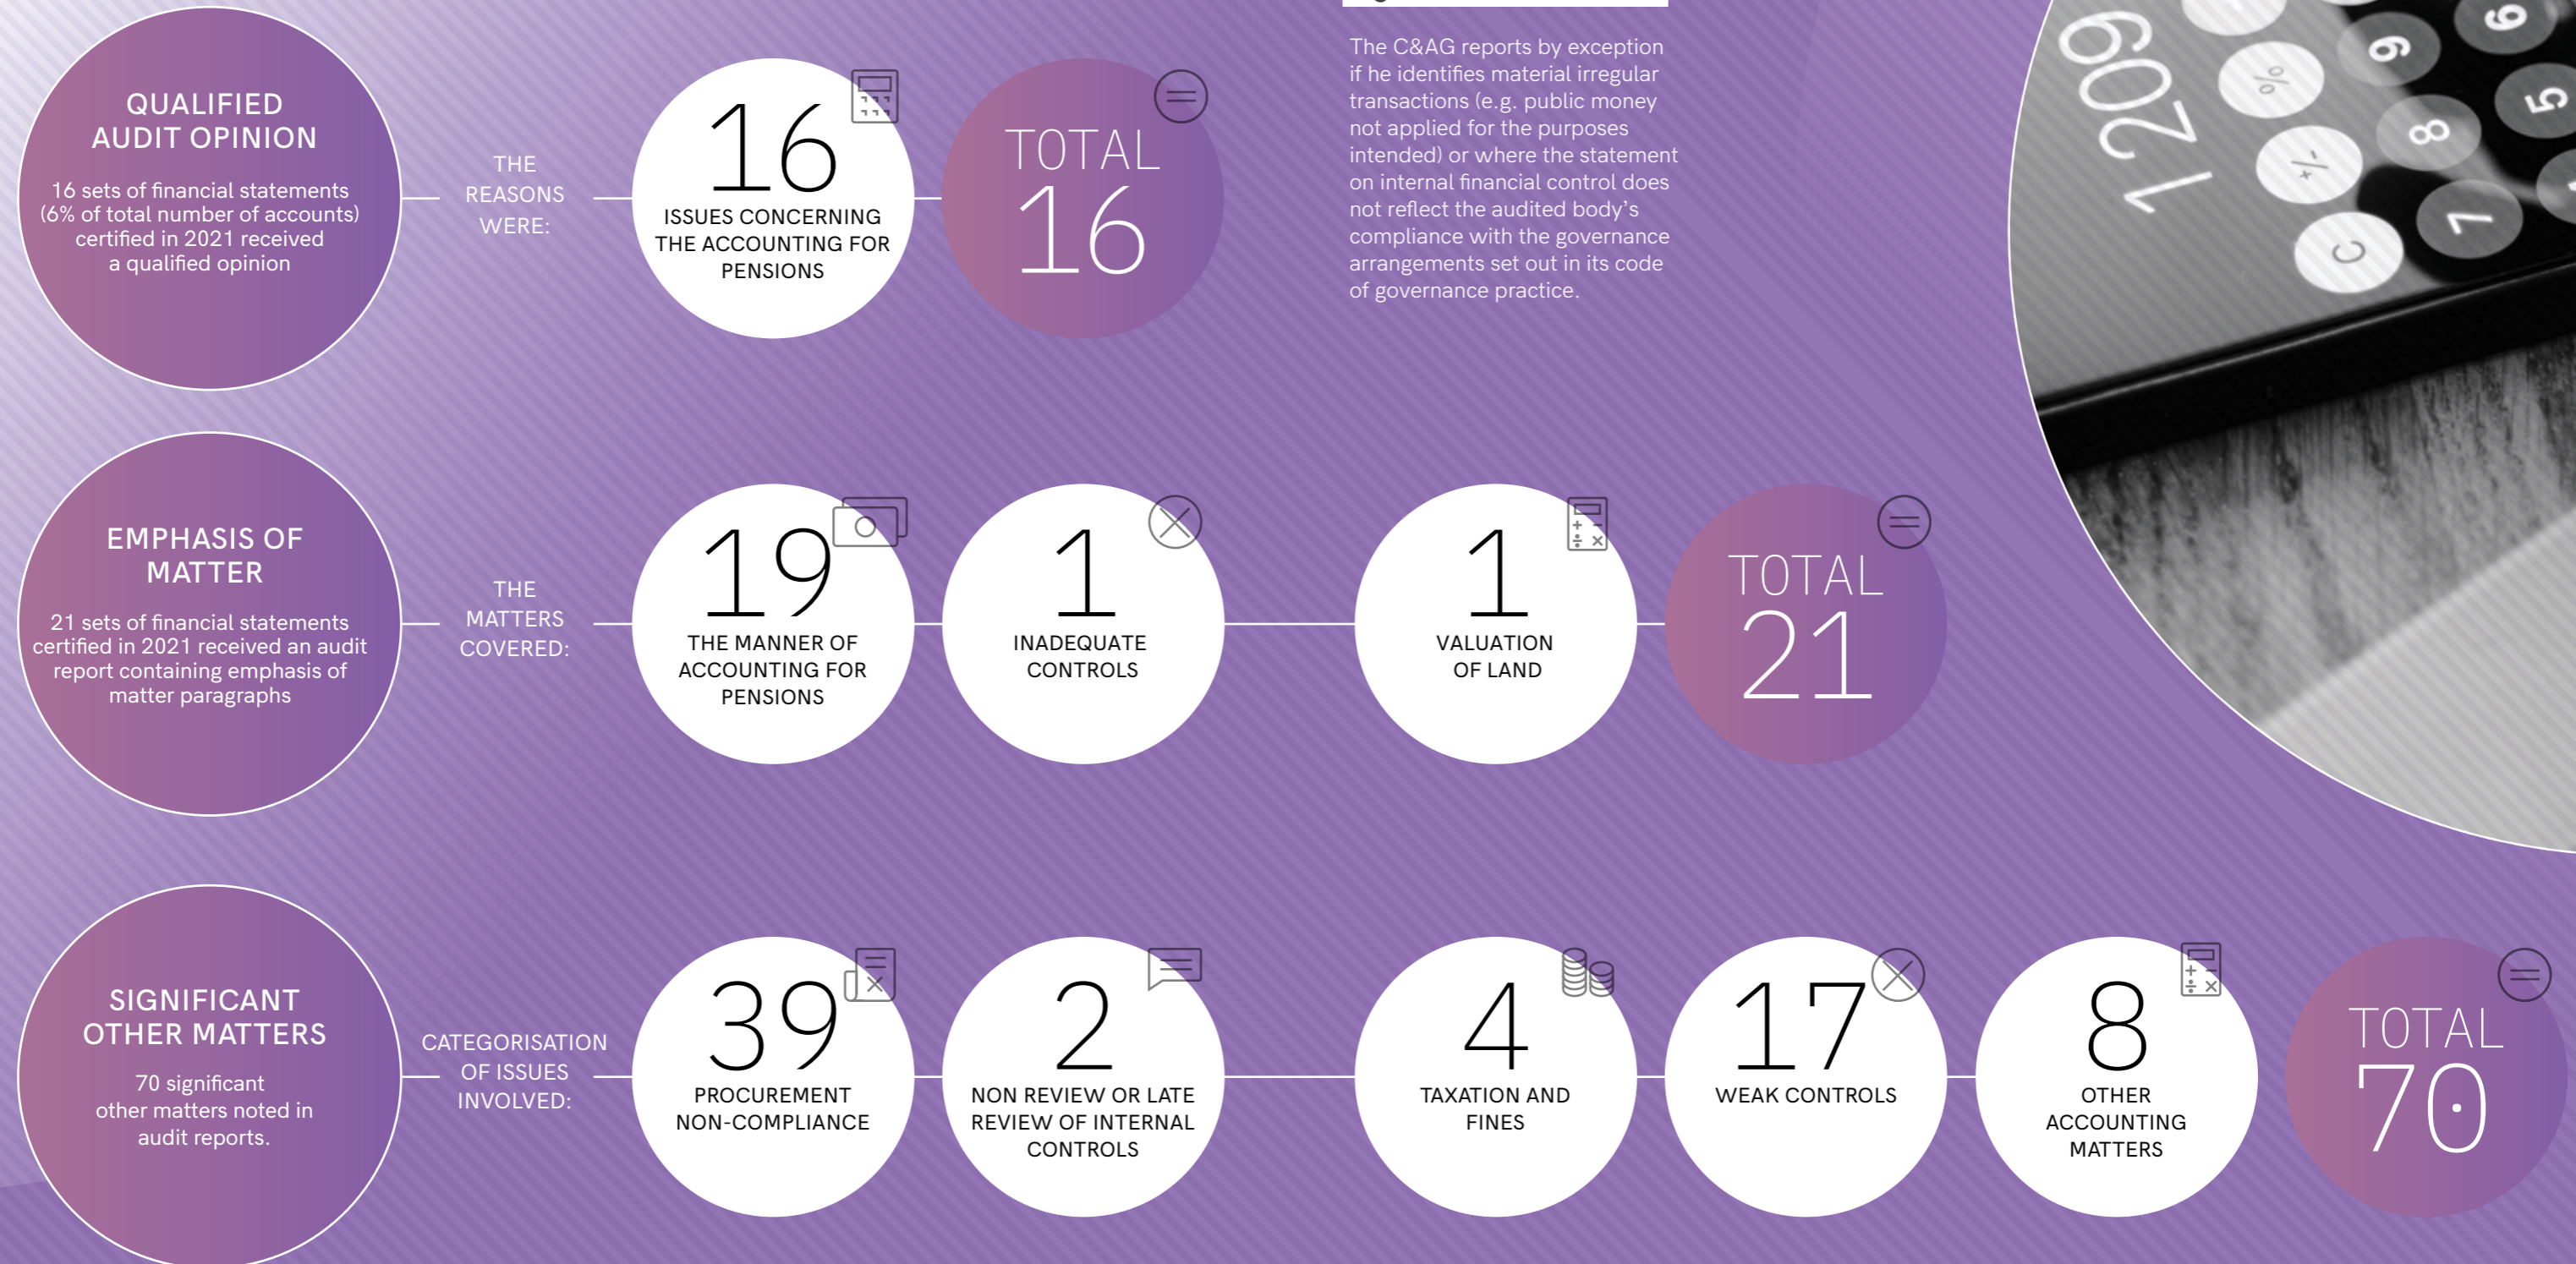 QUALIFIED
AUDIT OPINION
16 sets of financial statements
(6% of total number of accounts)
certified in 2021 received
a qualified opinion
THE
REASONS
WERE:
16
ISSUES CONCERNING
THE ACCOUNTING FOR
PENSIONS
TOTAL
16
The C&AG reports by exception
if he identifies material irregular
transactions (e.g. public money
not applied for the purposes
intended) or where the statement
on internal financial control does
not reflect the audited body’s
compliance with the governance
arrangements set out in its code
of governance practice.
1209
%
+/-
C
9
8
7
6
5
EMPHASIS OF
MATTER
21 sets of financial statements
certified in 2021 received an audit
report containing emphasis of
matter paragraphs
THE
MATTERS
COVERED:
19
THE MANNER OF
ACCOUNTING FOR
PENSIONS
1
INADEQUATE
CONTROLS
1
VALUATION
OF LAND
TOTAL
21
SIGNIFICANT
OTHER MATTERS
70 significant
other matters noted in
audit reports.
CATEGORISATION
OF ISSUES
INVOLVED:
39
PROCUREMENT
NON-COMPLIANCE
2
NON REVIEW OR LATE
REVIEW OF INTERNAL
CONTROLS
4
TAXATION AND
FINES
17
WEAK CONTROLS
8
OTHER
ACCOUNTING
MATTERS
TOTAL
70